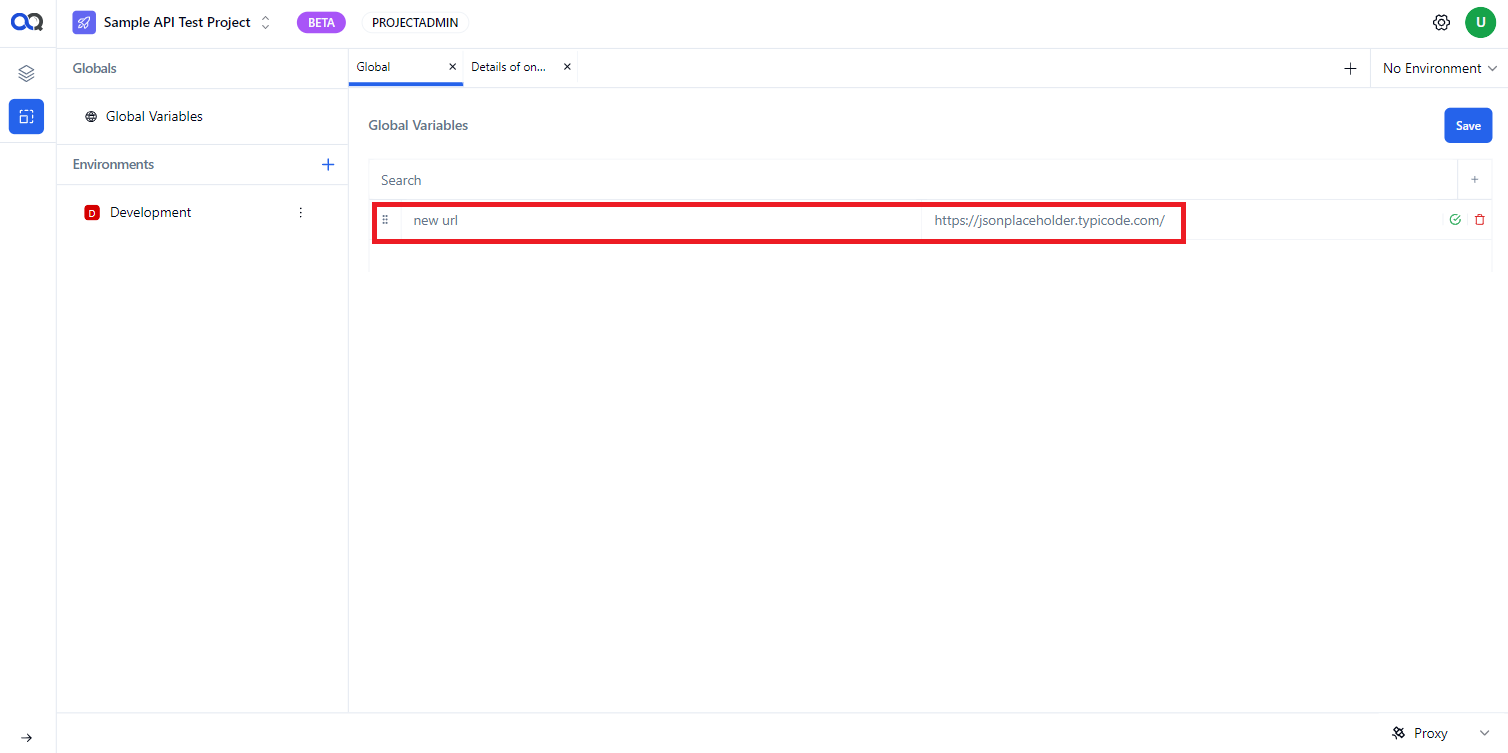 Sample API Test Project BETA PROJECTADMIN U
Globals
Global Details of on... No Environment
Global Variables
Global Variables
Save
Environments
Search
D Development
new url https://jsonplaceholder.typicode.com/
Proxy